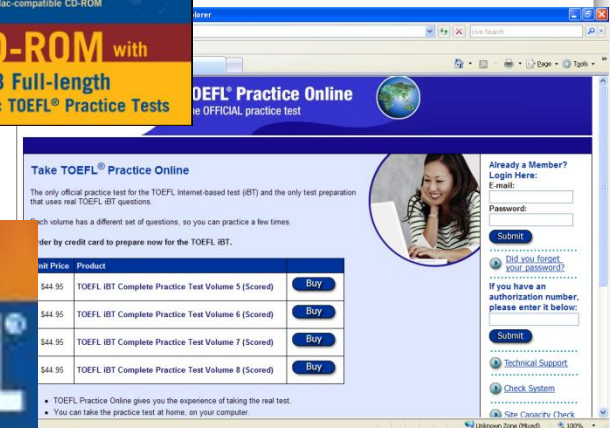 Mac-compatible CD-ROM
D-ROM with
3 Full-length
TOEFL® Practice Tests
plorer
Live Search
Page
Tools
OEFL® Practice Online
he OFFICIAL practice
test
Take TOEFL® Practice Online
The only official practice test for the TOEFL Internet-based test (iBT) and the only test preparation
that uses real TOEFL iBT questions.
ach volume has a different set of questions, so you can practice a few times.
rder by credit card to prepare now for the TOEFL iBT.
nit Price Product
$44.95 TOEFL iBT Complete Practice Test Volume 5 (Scored) Buy
$44.95 TOEFL iBT Complete Practice Test Volume 6 (Scored) Buy
$44.95 TOEFL iBT Complete Practice Test Volume 7 (Scored) Buy
$44.95 TOEFL iBT Complete Practice Test Volume 8 (Scored) Buy
• TOEFL Practice Online gives you the experience of taking the real test.
• You can take the practice test at home, on your computer.
Already a Member?
Login Here:
E-mail:
Password:
Submit
Did you forget
your password?
If you have an
authorization number,
please enter it below:
Submit
Technical Support
Check System
Site Capacity Check
Unknown Zone (Mixed)
100%
®